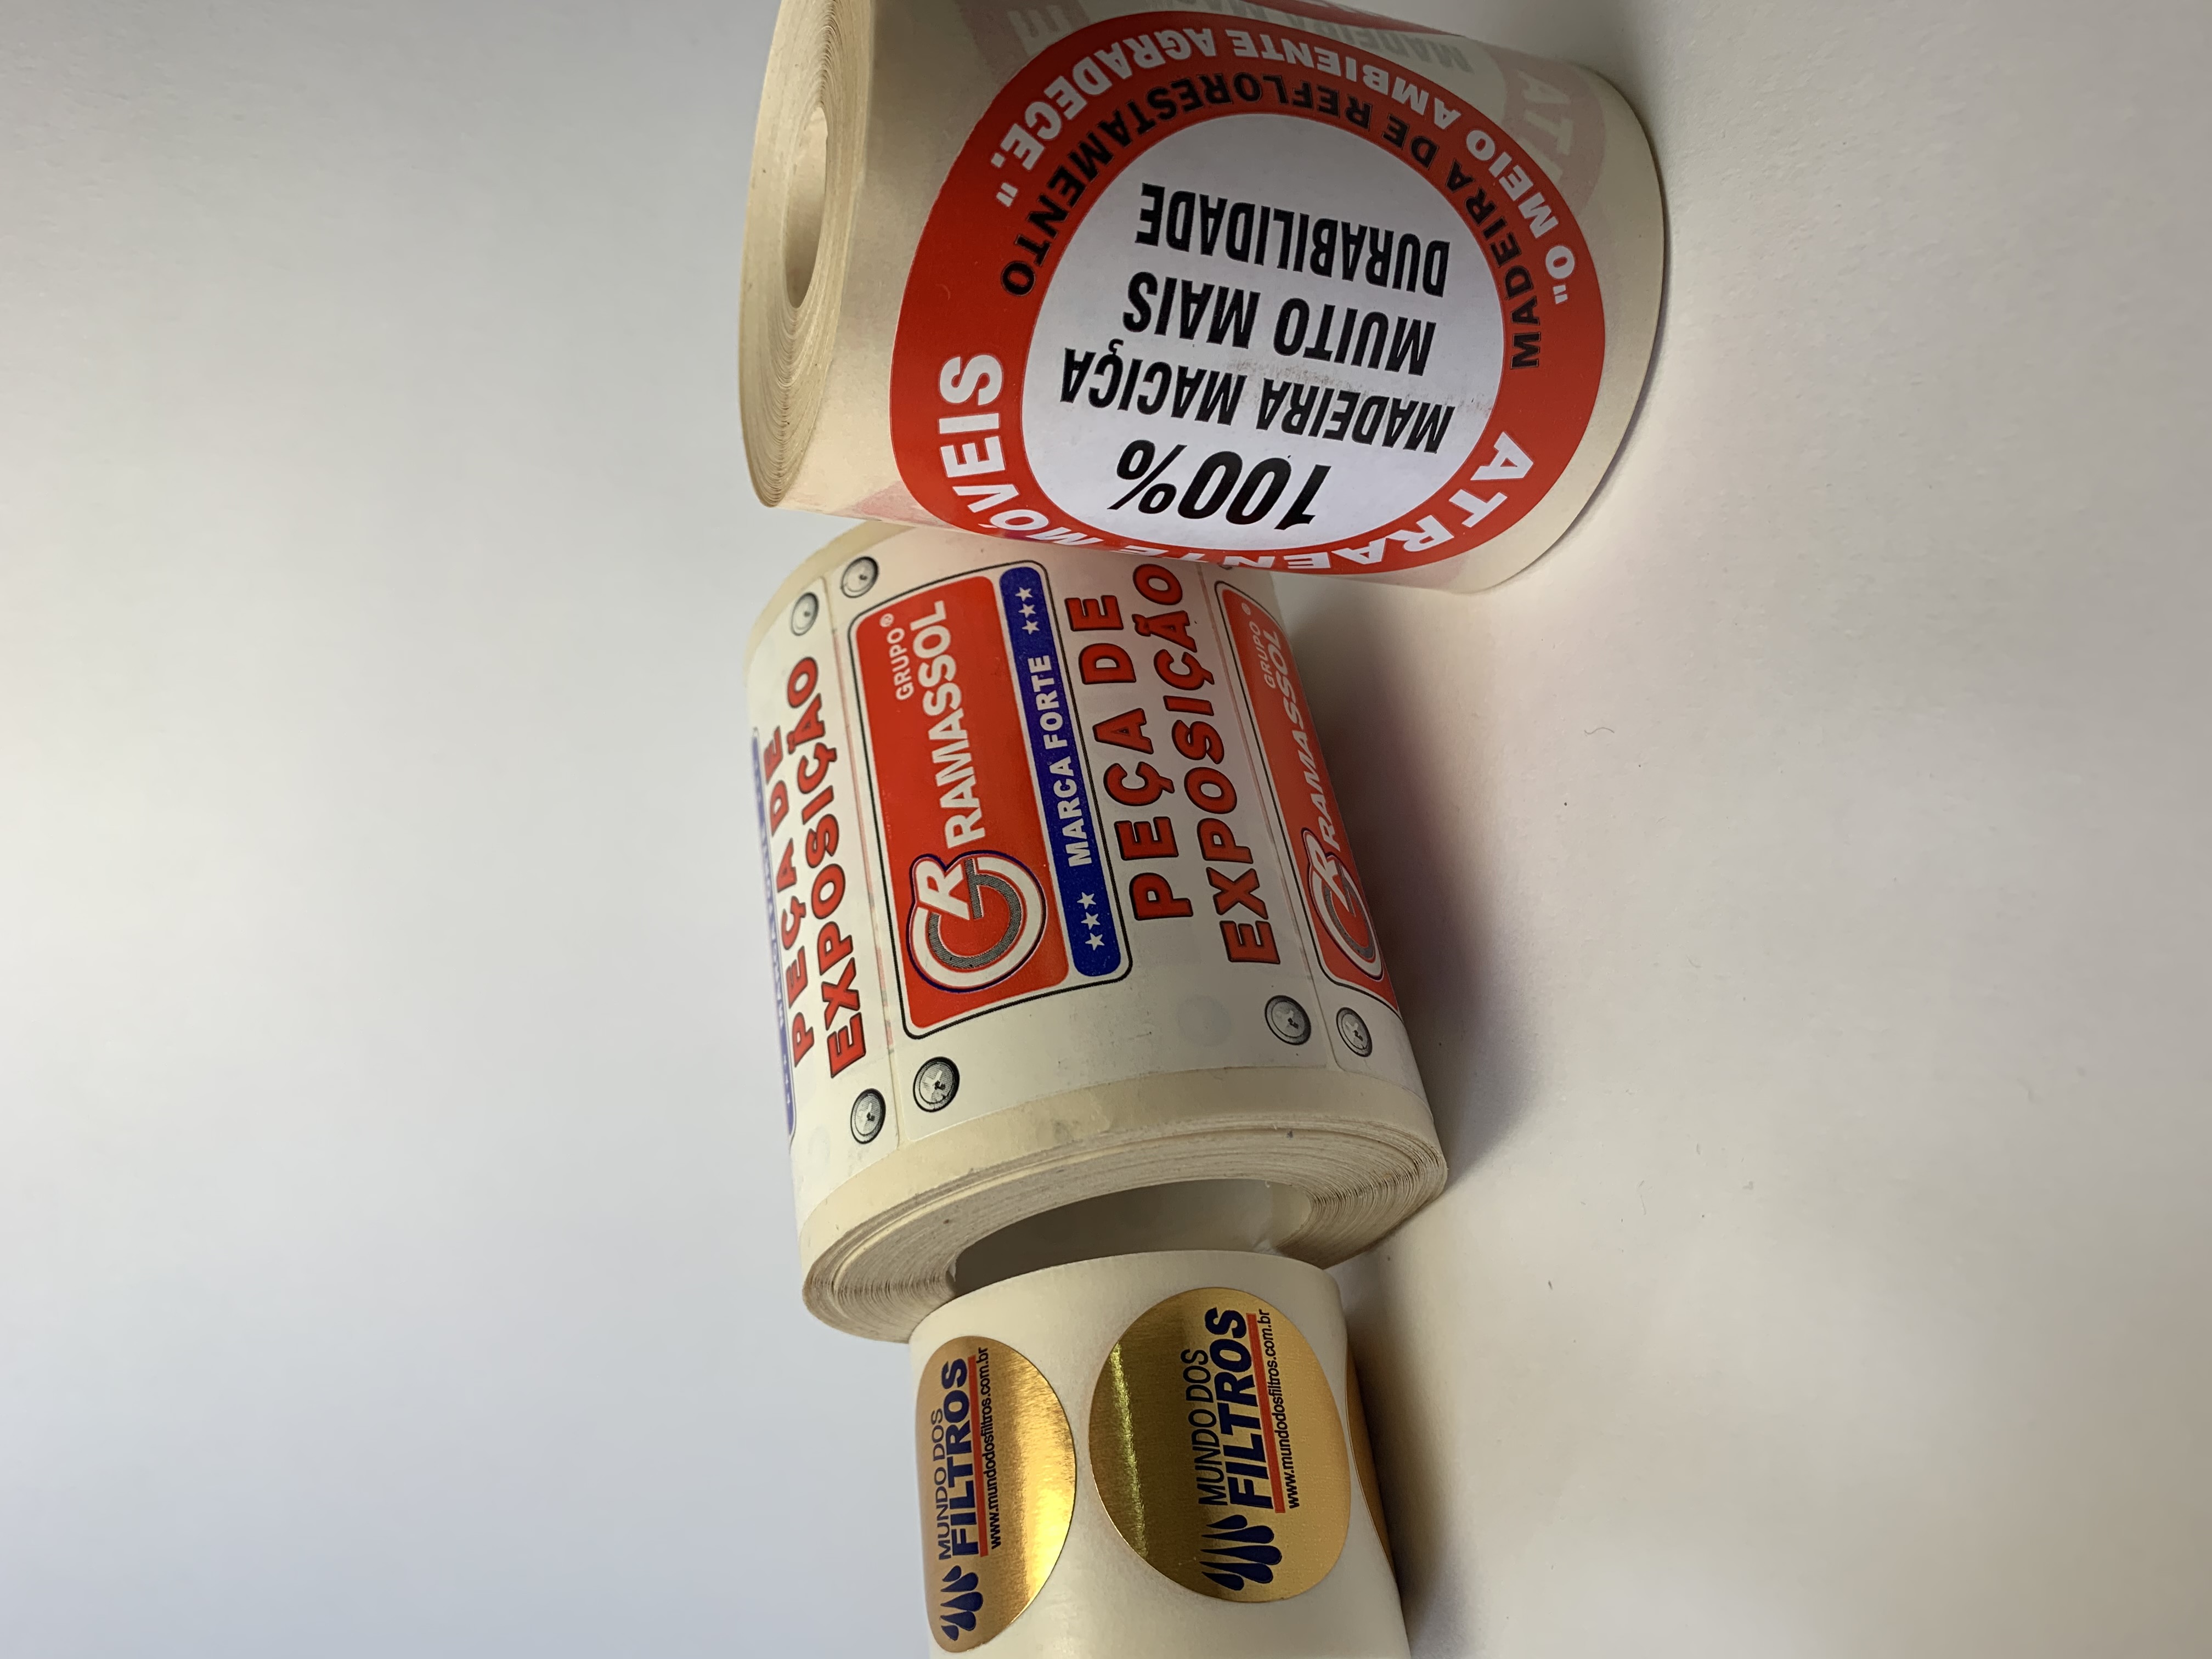 MUNDO DOS
FILTROS
www.mundodosfiltros.com.br
MUNDO DOS
FILTROS
www.mundodosfiltros.com.br
MARCA FORTE
PEÇA DE
EXPOSIÇÃO
GRUPO®
GR RAMASSOL
★★★ MARCA FORTE ★★★
PEÇA DE
EXPOSIÇÃO
GRUPO®
GR RAMASSOL
ATRAENTE MÓVEIS
100%
MADEIRA MACIÇA
MUITO MAIS
DURABILIDADE
MADEIRA DE REFLORESTAMENTO
"O MEIO AMBIENTE AGRADECE."